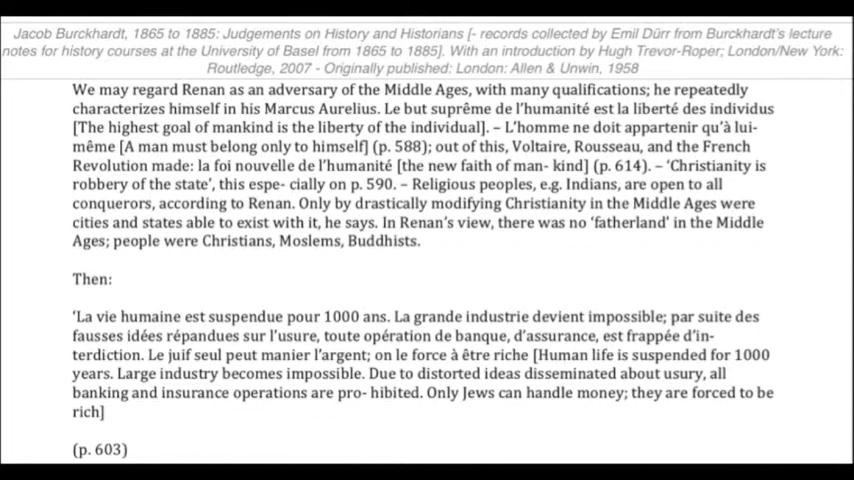 Jacob Burckhardt, 1865 to 1885: Judgements on History and Historians [- records collected by Emil Dürr from Burckhardt's lecture
notes for history courses at the University of Basel from 1865 to 1885]. With an introduction by Hugh Trevor-Roper; London/New York:
Routledge, 2007 - Originally published: London: Allen & Unwin, 1958
We may regard Renan as an adversary of the Middle Ages, with many qualifications; he repeatedly
characterizes himself in his Marcus Aurelius. Le but suprême de l'humanité est la liberté des individus
[The highest goal of mankind is the liberty of the individual]. – L'homme ne doit appartenir qu'à lui-
même [A man must belong only to himself] (p. 588); out of this, Voltaire, Rousseau, and the French
Revolution made: la foi nouvelle de l'humanité [the new faith of man- kind] (p. 614). – 'Christianity is
robbery of the state', this espe- cially on p. 590. – Religious peoples, e.g. Indians, are open to all
conquerors, according to Renan. Only by drastically modifying Christianity in the Middle Ages were
cities and states able to exist with it, he says. In Renan's view, there was no 'fatherland' in the Middle
Ages; people were Christians, Moslems, Buddhists.
Then:
'La vie humaine est suspendue pour 1000 ans. La grande industrie devient impossible; par suite des
fausses idées répandues sur l'usure, toute opération de banque, d'assurance, est frappée d'in-
terdiction. Le juif seul peut manier l'argent; on le force à être riche [Human life is suspended for 1000
years. Large industry becomes impossible. Due to distorted ideas disseminated about usury, all
banking and insurance operations are pro- hibited. Only Jews can handle money; they are forced to be
rich]
(p. 603)